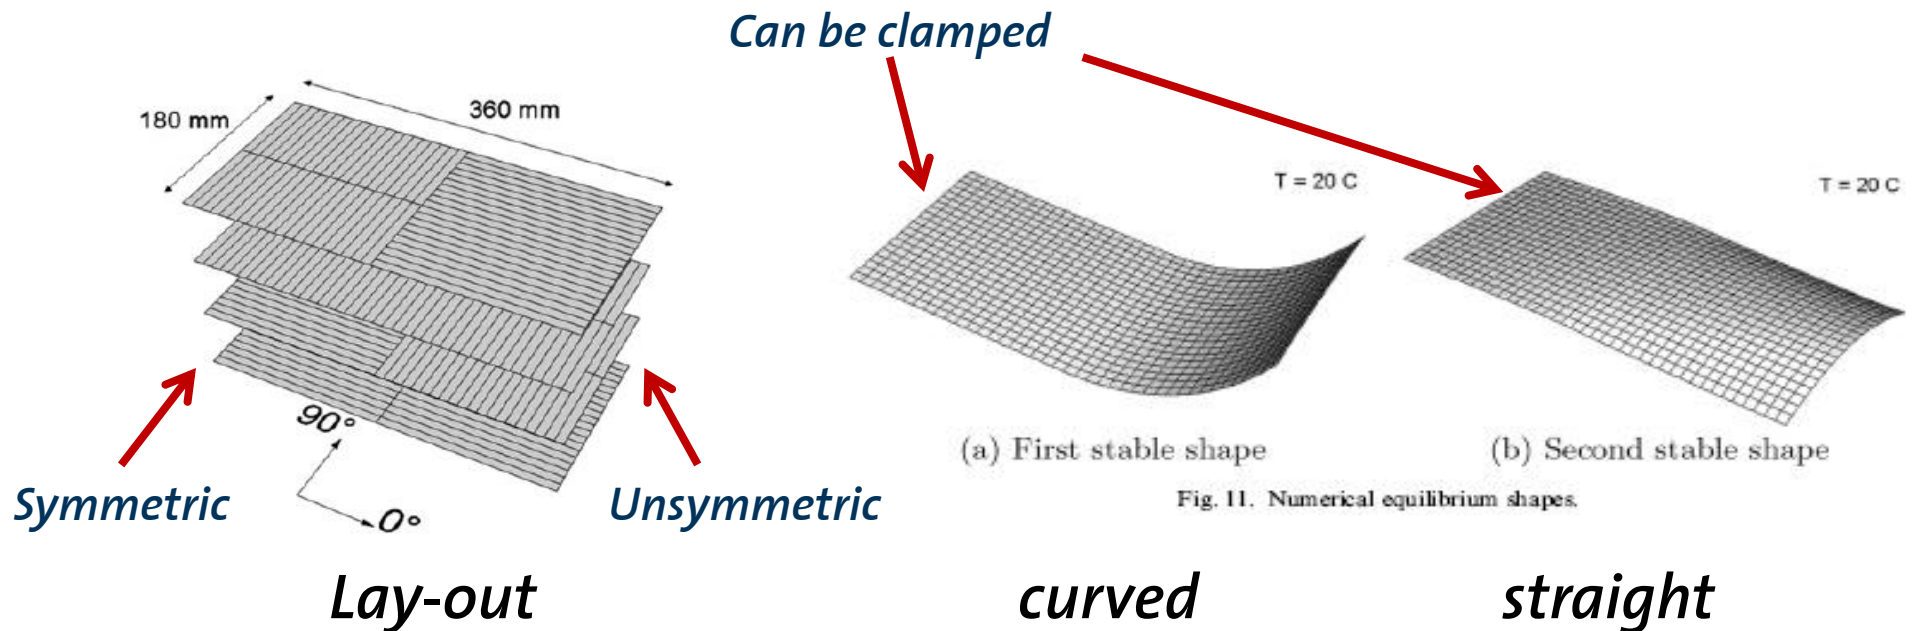 Can be clamped
180 mm
360 mm
T = 20 C
T = 20 C
90°
0°
Symmetric
Unsymmetric
(a) First stable shape
(b) Second stable shape
Fig. 11. Numerical equilibrium shapes.
Lay-out
curved
straight